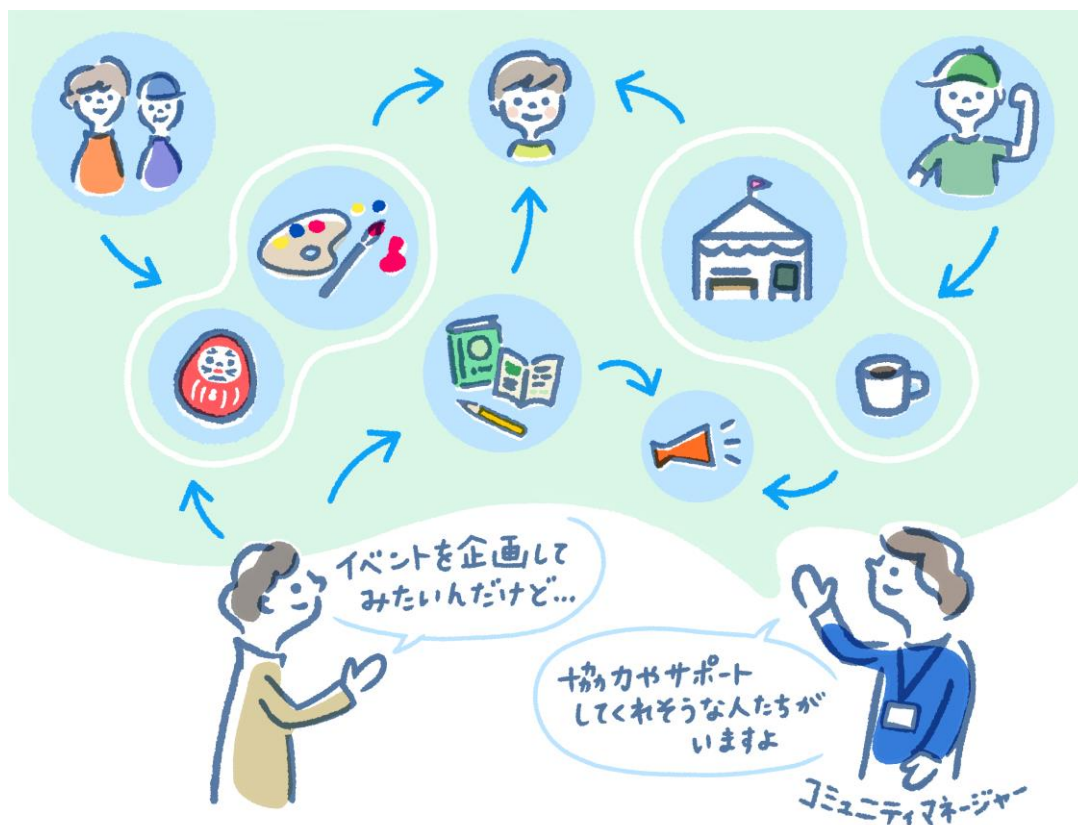 イベントを企画して
みたいんだけど...
協力やサポート
してくれそうな人たちが
いますよ
コミュニティマネージャー